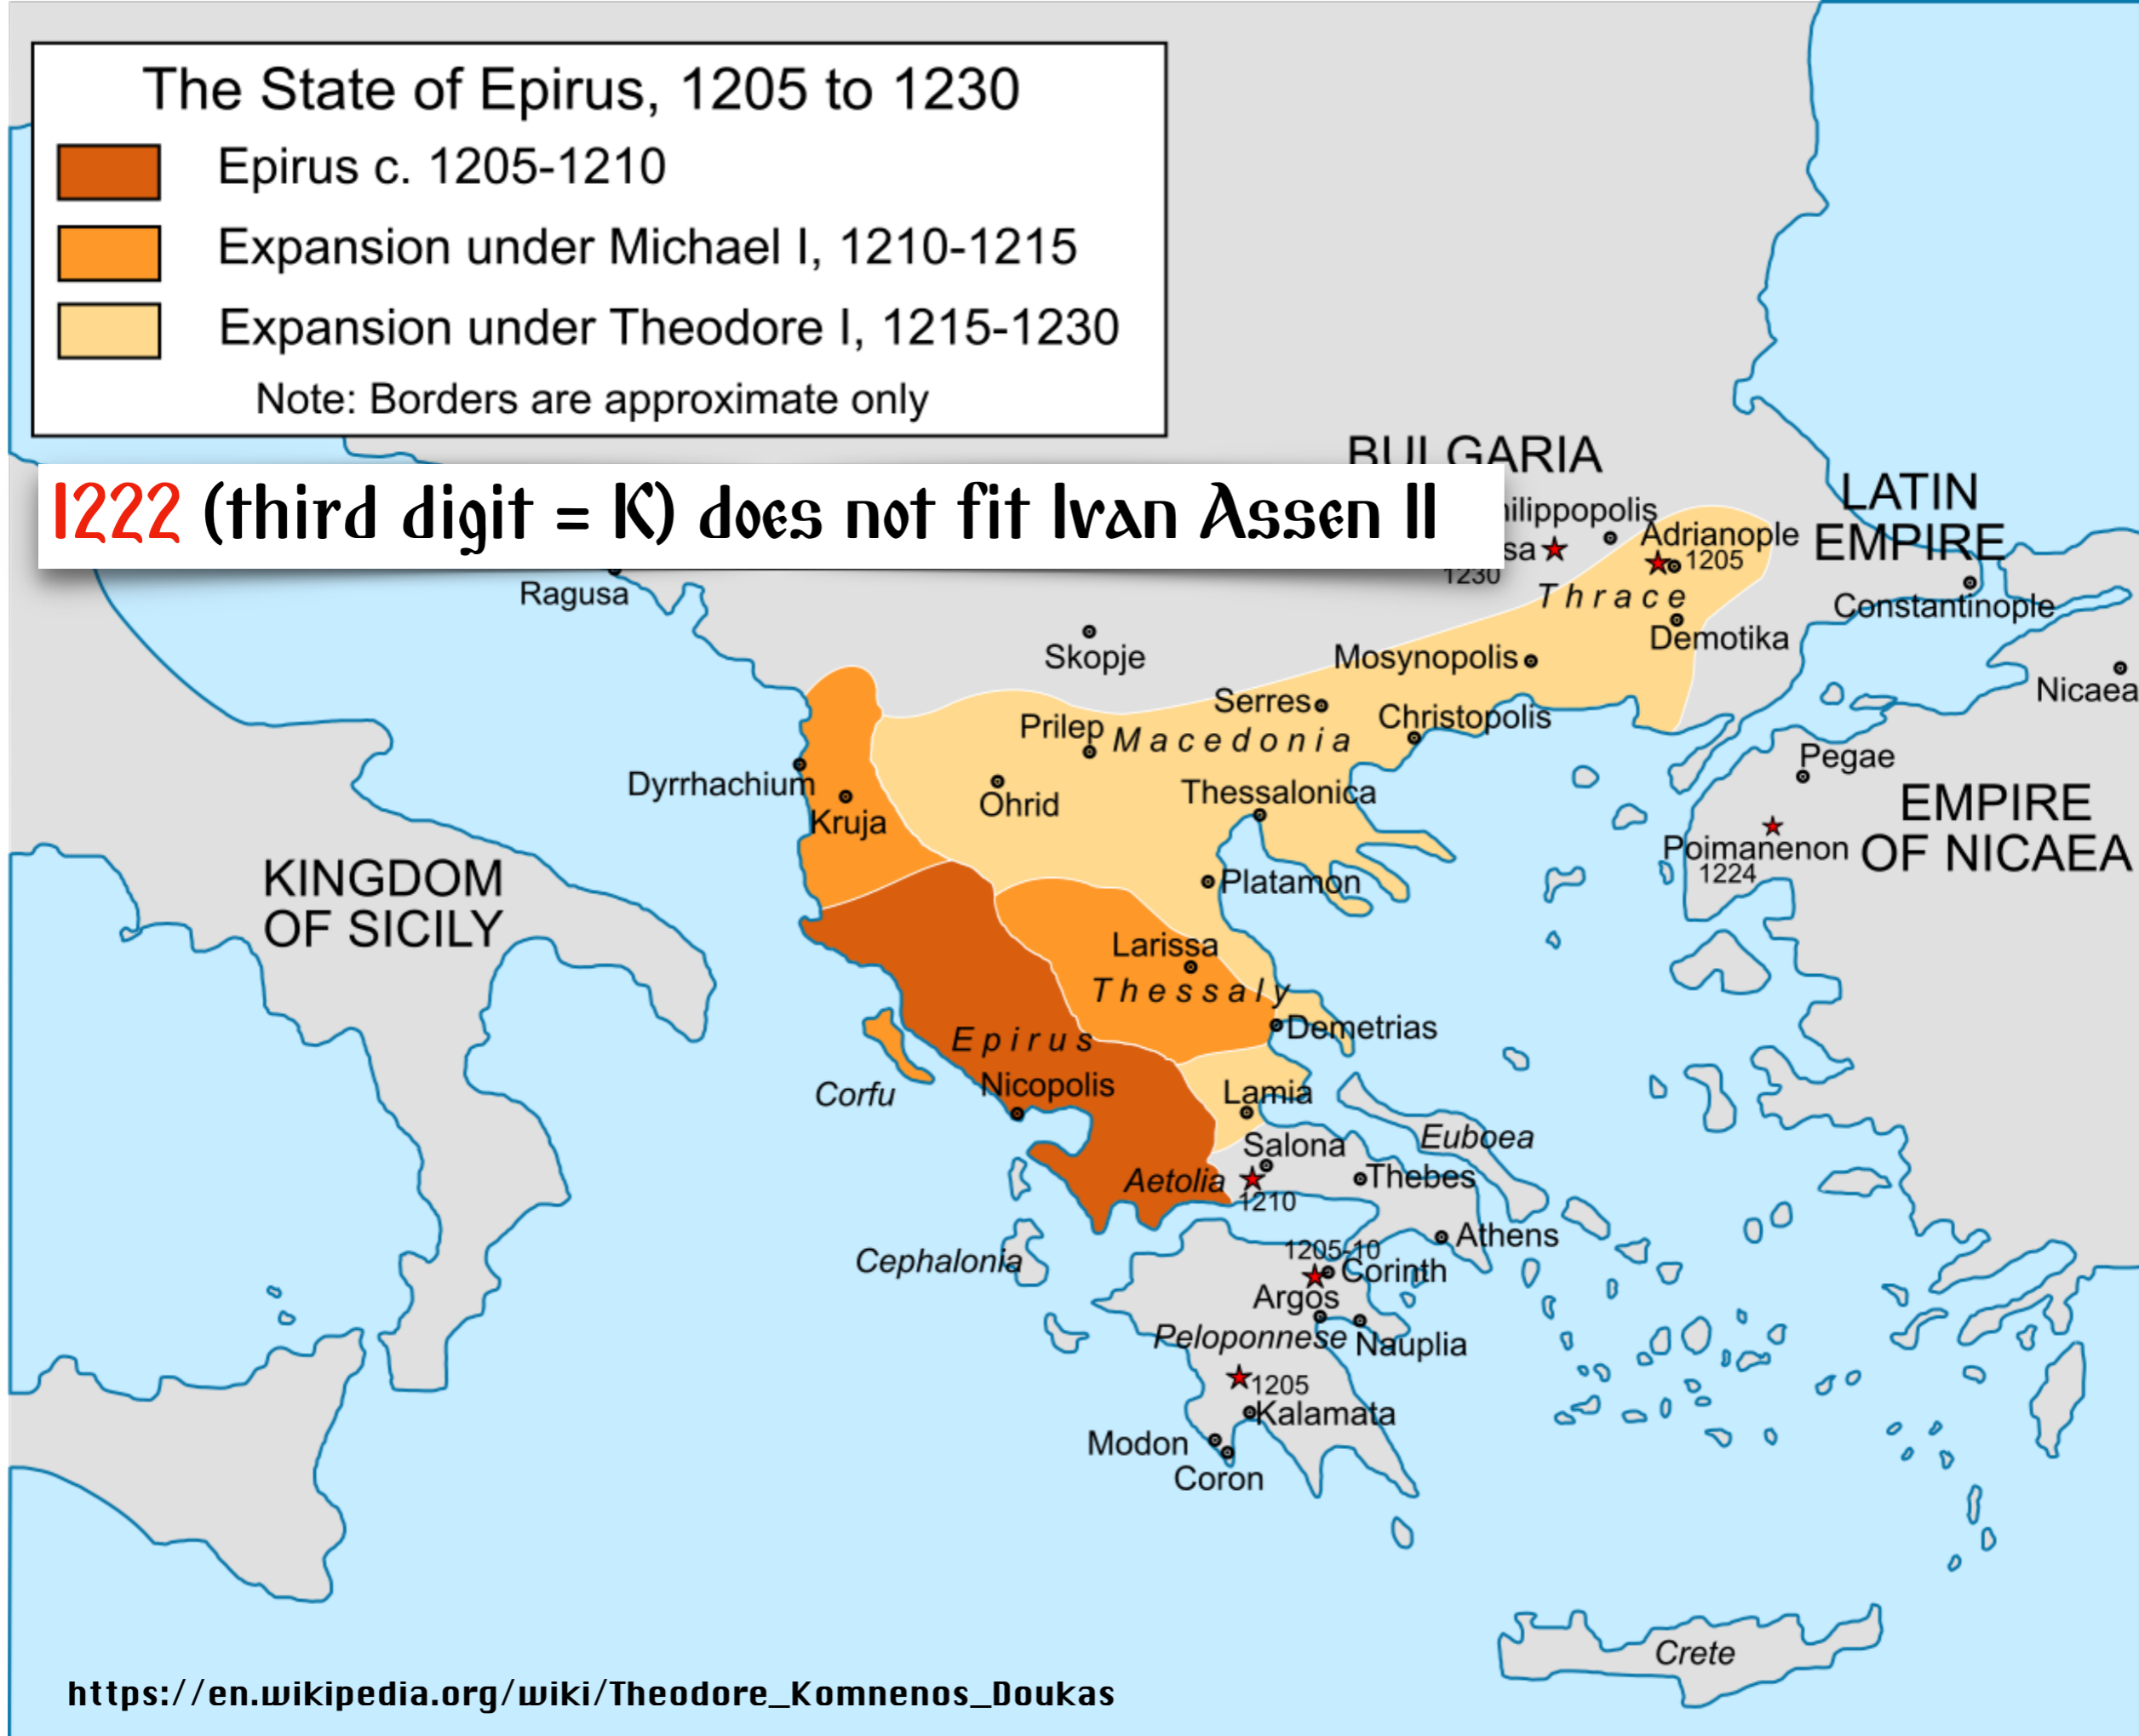 The State of Epirus, 1205 to 1230
Epirus c. 1205-1210
Expansion under Michael I, 1210-1215
Expansion under Theodore I, 1215-1230
Note: Borders are approximate only
BULGARIA
1222 (third digit = K) does not fit Ivan Assen II
LATIN
EMPIRE
Adrianople
1205
1230
Thrace
Constantinople
Ragusa
Demotika
Skopje
Mosynopolis
Nicaea
Serres
Christopolis
Prilep
Macedonia
Pegae
Dyrrhachium
Ohrid
Thessalonica
Kruja
EMPIRE
OF NICAEA
Poimanenon
1224
KINGDOM
OF SICILY
Platamon
Larissa
Thessaly
Demetrias
Epirus
Nicopolis
Corfu
Lamia
Salona
Euboea
Aetolia
1210
Thebes
Athens
Cephalonia
1205-10
Corinth
Argos
Peloponnese
Nauplia
1205
Kalamata
Modon
Coron
Crete
https://en.wikipedia.org/wiki/Theodore_Komnenos_Doukas